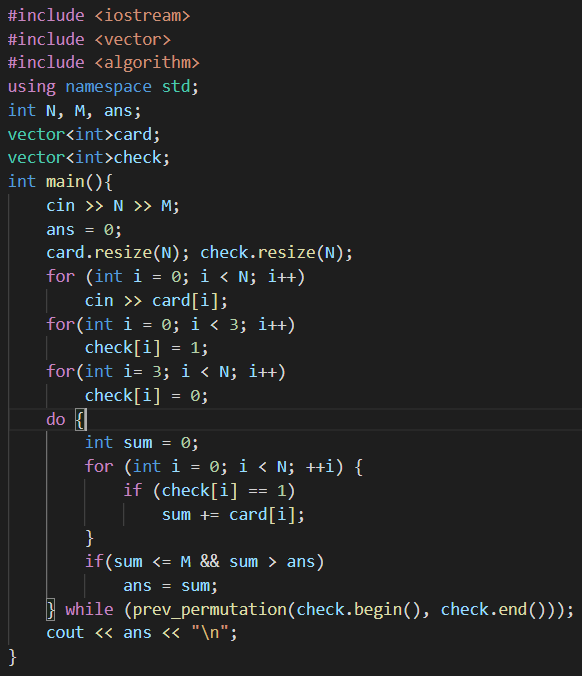 #include <iostream>
#include <vector>
#include <algorithm>
using namespace std;
int N, M, ans;
vector<int>card;
vector<int>check;
int main(){
    cin >> N >> M;
    ans = 0;
    card.resize(N); check.resize(N);
    for (int i = 0; i < N; i++)
        cin >> card[i];
    for(int i = 0; i < 3; i++)
        check[i] = 1;
    for(int i= 3; i < N; i++)
        check[i] = 0;
    do {
        int sum = 0;
        for (int i = 0; i < N; ++i) {
            if (check[i] == 1)
                sum += card[i];
        }
        if(sum <= M && sum > ans)
            ans = sum;
    } while (prev_permutation(check.begin(), check.end()));
    cout << ans << "\n";
}